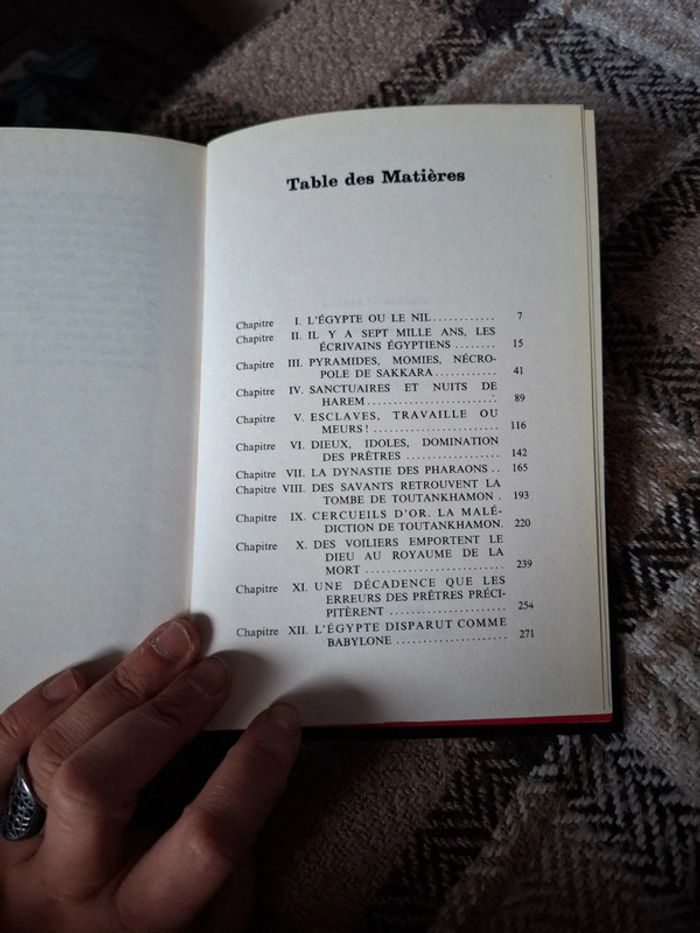 Table des Matières
Chapitre I. L'ÉGYPTE OU LE NIL............ 7
Chapitre II. IL Y A SEPT MILLE ANS, LES
ÉCRIVAINS ÉGYPTIENS ........ 15
Chapitre III. PYRAMIDES, MOMIES, NÉCRO-
POLE DE SAKKARA............ 41
Chapitre IV. SANCTUAIRES ET NUITS DE
HAREM......................... 89
Chapitre V. ESCLAVES, TRAVAILLE OU
MEURS! ........................ 116
Chapitre VI. DIEUX, IDOLES, DOMINATION
DES PRÊTRES .................. 142
Chapitre VII. LA DYNASTIE DES PHARAONS .. 165
Chapitre VIII. DES SAVANTS RETROUVENT LA
TOMBE DE TOUTANKHAMON . 193
Chapitre IX. CERCUEILS D'OR. LA MALÉ-
DICTION DE TOUTANKHAMON. 220
Chapitre X. DES VOILIERS EMPORTENT LE
DIEU AU ROYAUME DE LA
MORT .......................... 239
Chapitre XI. UNE DÉCADENCE QUE LES
ERREURS DES PRÊTRES PRÉCI-
PITÈRENT ...................... 254
Chapitre XII. L'ÉGYPTE DISPARUT COMME
BABYLONE ..................... 271